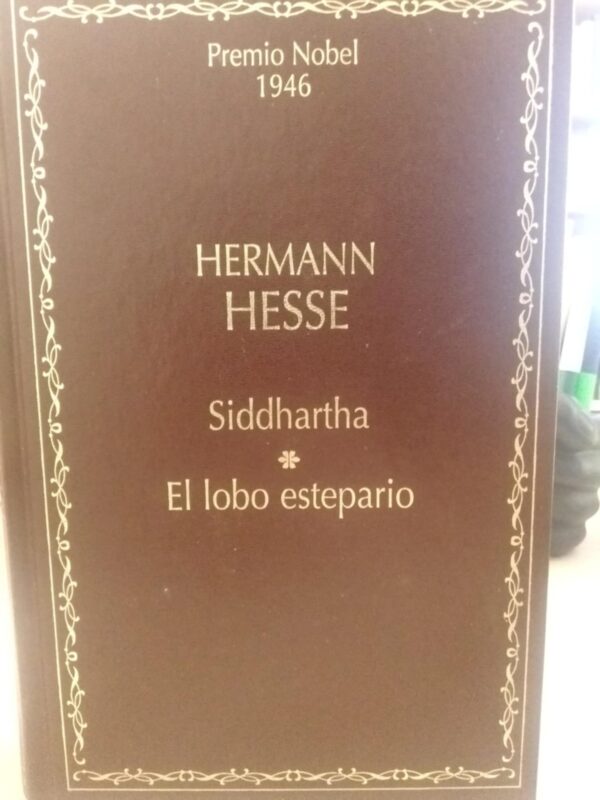 Premio Nobel
1946
HERMANN
HESSE
Siddhartha
El lobo estepario